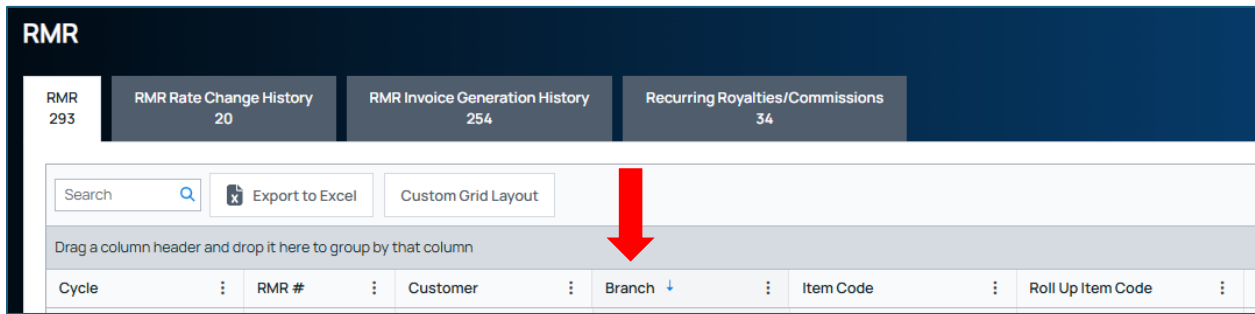 RMR
RMR RMR Rate Change History RMR Invoice Generation History Recurring Royalties/Commissions
293 20 254 34
Search Export to Excel Custom Grid Layout
Drag a column header and drop it here to group by that column
Cycle RMR # Customer Branch Item Code Roll Up Item Code